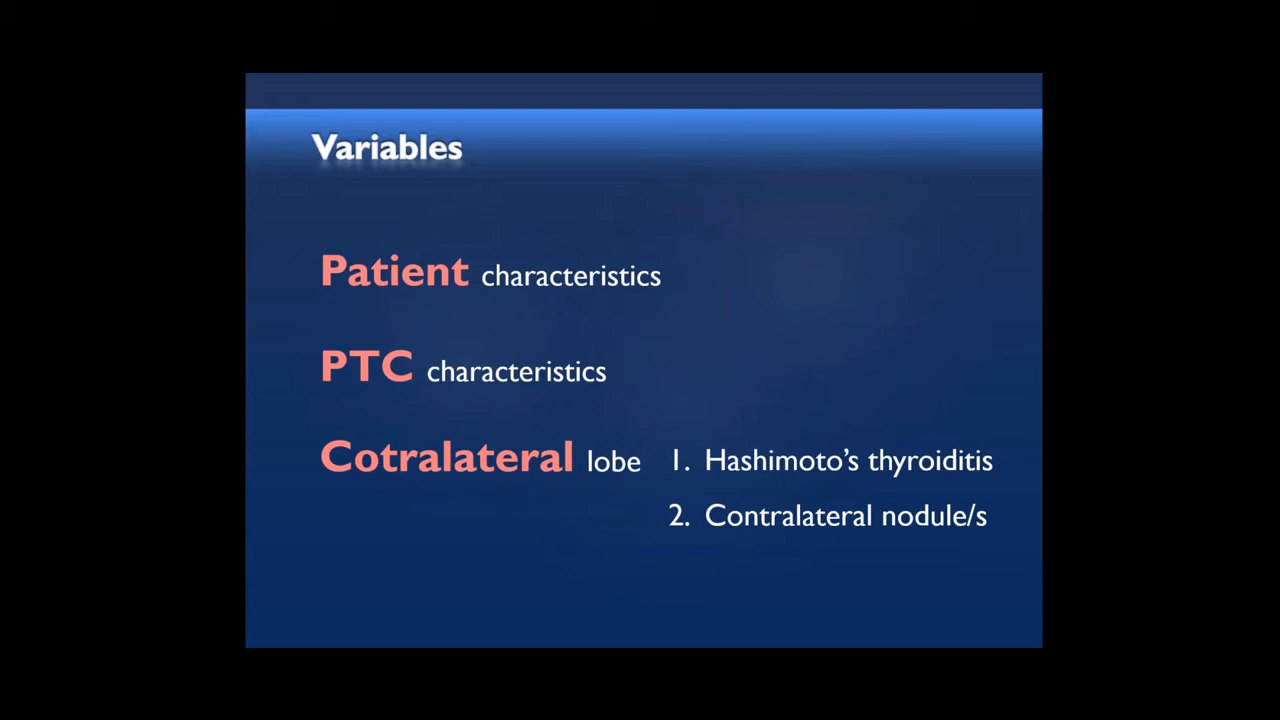 Variables
Patient characteristics
PTC characteristics
Cotralateral lobe
1. Hashimoto's thyroiditis
2. Contralateral nodule/s